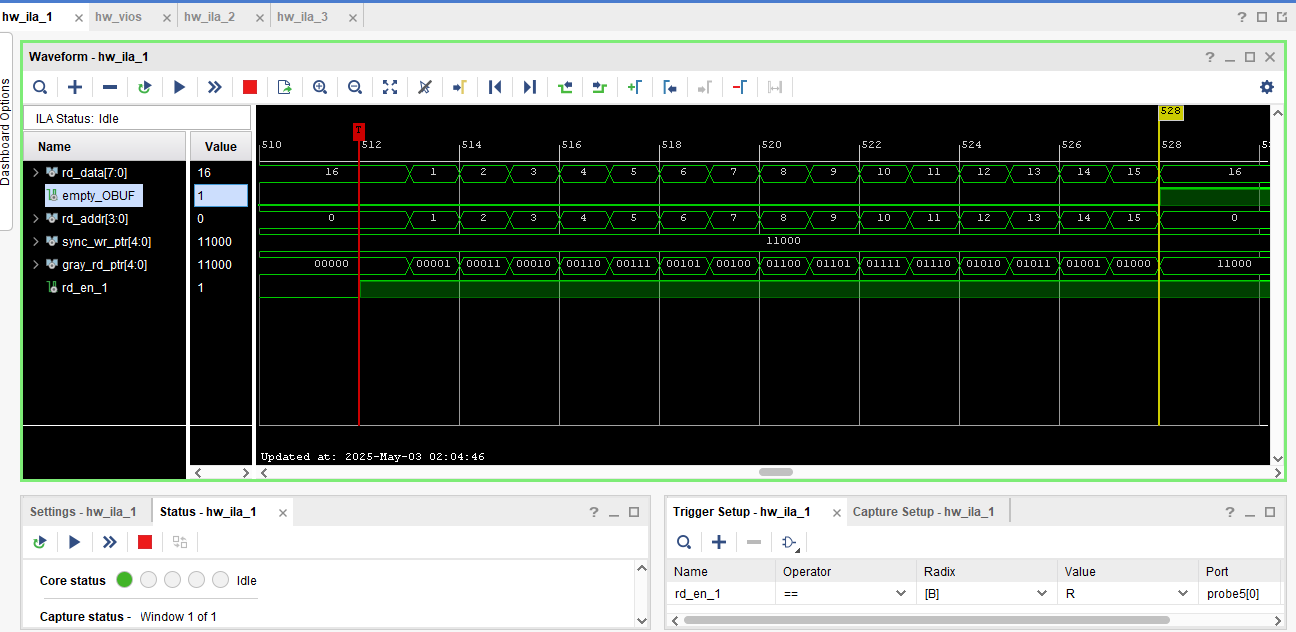 hw_ila_1 hw_vios hw_ila_2 hw_ila_3
Dashboard Options
Waveform - hw_ila_1
ILA Status: Idle
Name Value
528
T
510 512 514 516 518 520 522 524 526 528
rd_data[7:0] 16 16 1 2 3 4 5 6 7 8 9 10 11 12 13 14 15 16
empty_OBUF 1
rd_addr[3:0] 0 0 1 2 3 4 5 6 7 8 9 10 11 12 13 14 15 0
sync_wr_ptr[4:0] 11000 11000
gray_rd_ptr[4:0] 11000 00000 00001 00011 00010 00110 00111 00101 00100 01100 01101 01111 01110 01010 01011 01001 01000 11000
rd_en_1 1
Updated at: 2025-May-03 02:04:46
Settings - hw_ila_1 Status - hw_ila_1
Core status Idle
Capture status - Window 1 of 1
Trigger Setup - hw_ila_1 Capture Setup - hw_ila_1
Name Operator Radix Value Port
rd_en_1 == [B] R probe5[0]